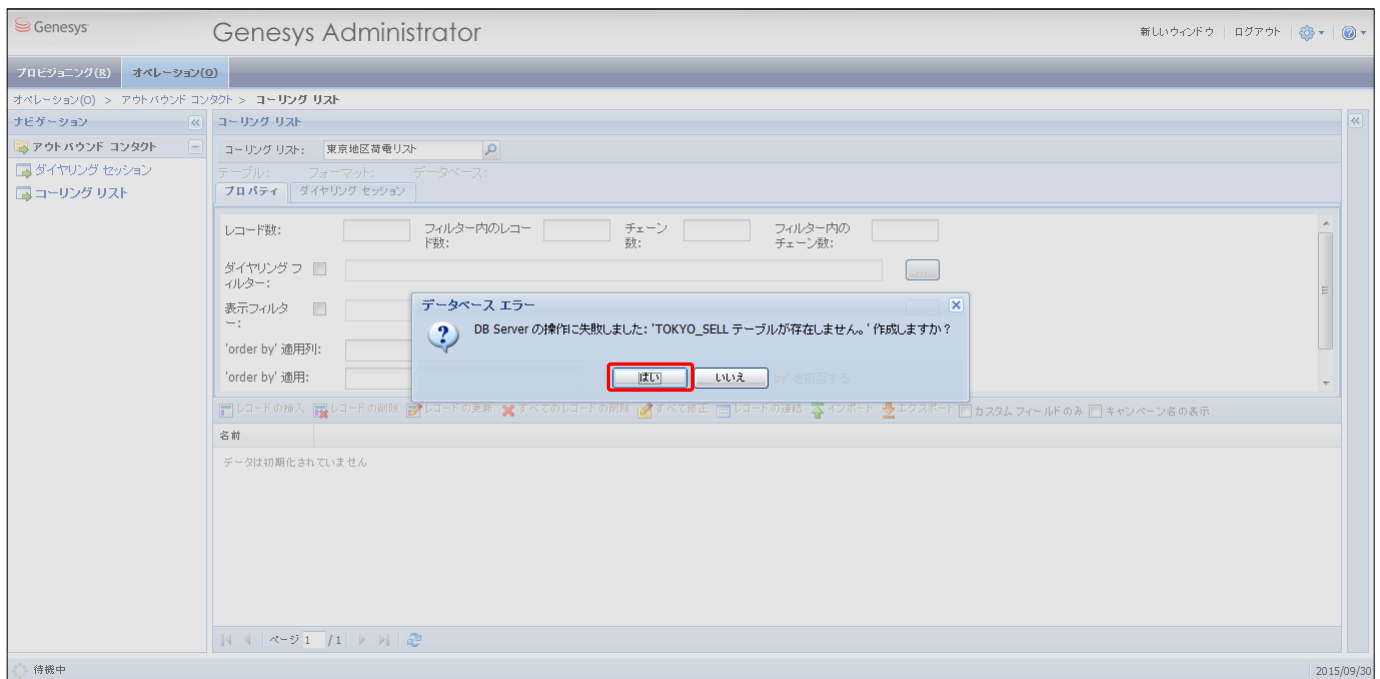 Genesys
Genesys Administrator
新しいウィンドウ | ログアウト
プロビジョニング(R) オペレーション(O)
オペレーション(O) > アウトバウンド コンタクト > コーリング リスト
ナビゲーション
コーリング リスト
アウトバウンド コンタクト
ダイヤリング セッション
コーリング リスト
コーリング リスト: 東京地区荷電リスト
テーブル: フォーマット: データベース:
プロパティ ダイヤリング セッション
レコード数:
フィルター内のレコー
ド数:
チェーン
数:
フィルター内の
チェーン数:
ダイヤリング フ
ィルター:
...
表示フィルタ
ー:
'order by' 適用列:
'order by' 適用:
by' を指定する
データベース エラー
DB Server の操作に失敗しました: 'TOKYO_SELL テーブルが存在しません。' 作成しますか?
はい いいえ
レコードの挿入 レコードの削除 レコードの更新 すべてのレコードの削除 すべて修正 レコードの連結 インポート エクスポート カスタム フィールドのみ キャンペーン名の表示
名前
データは初期化されていません
ページ 1 / 1
待機中
2015/09/30